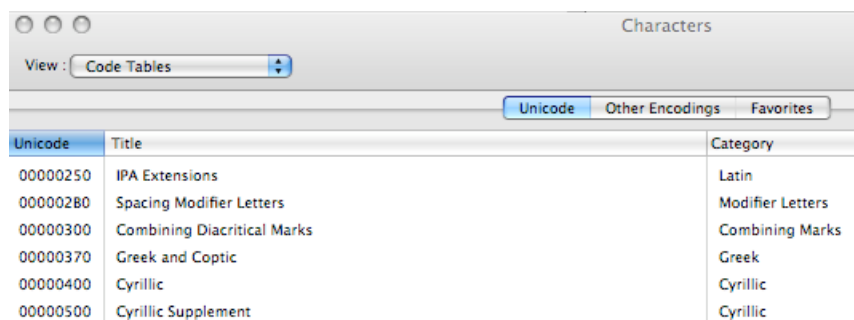 Characters
View : Code Tables
Unicode Other Encodings Favorites
Unicode Title Category
00000250 IPA Extensions Latin
000002B0 Spacing Modifier Letters Modifier Letters
00000300 Combining Diacritical Marks Combining Marks
00000370 Greek and Coptic Greek
00000400 Cyrillic Cyrillic
00000500 Cyrillic Supplement Cyrillic